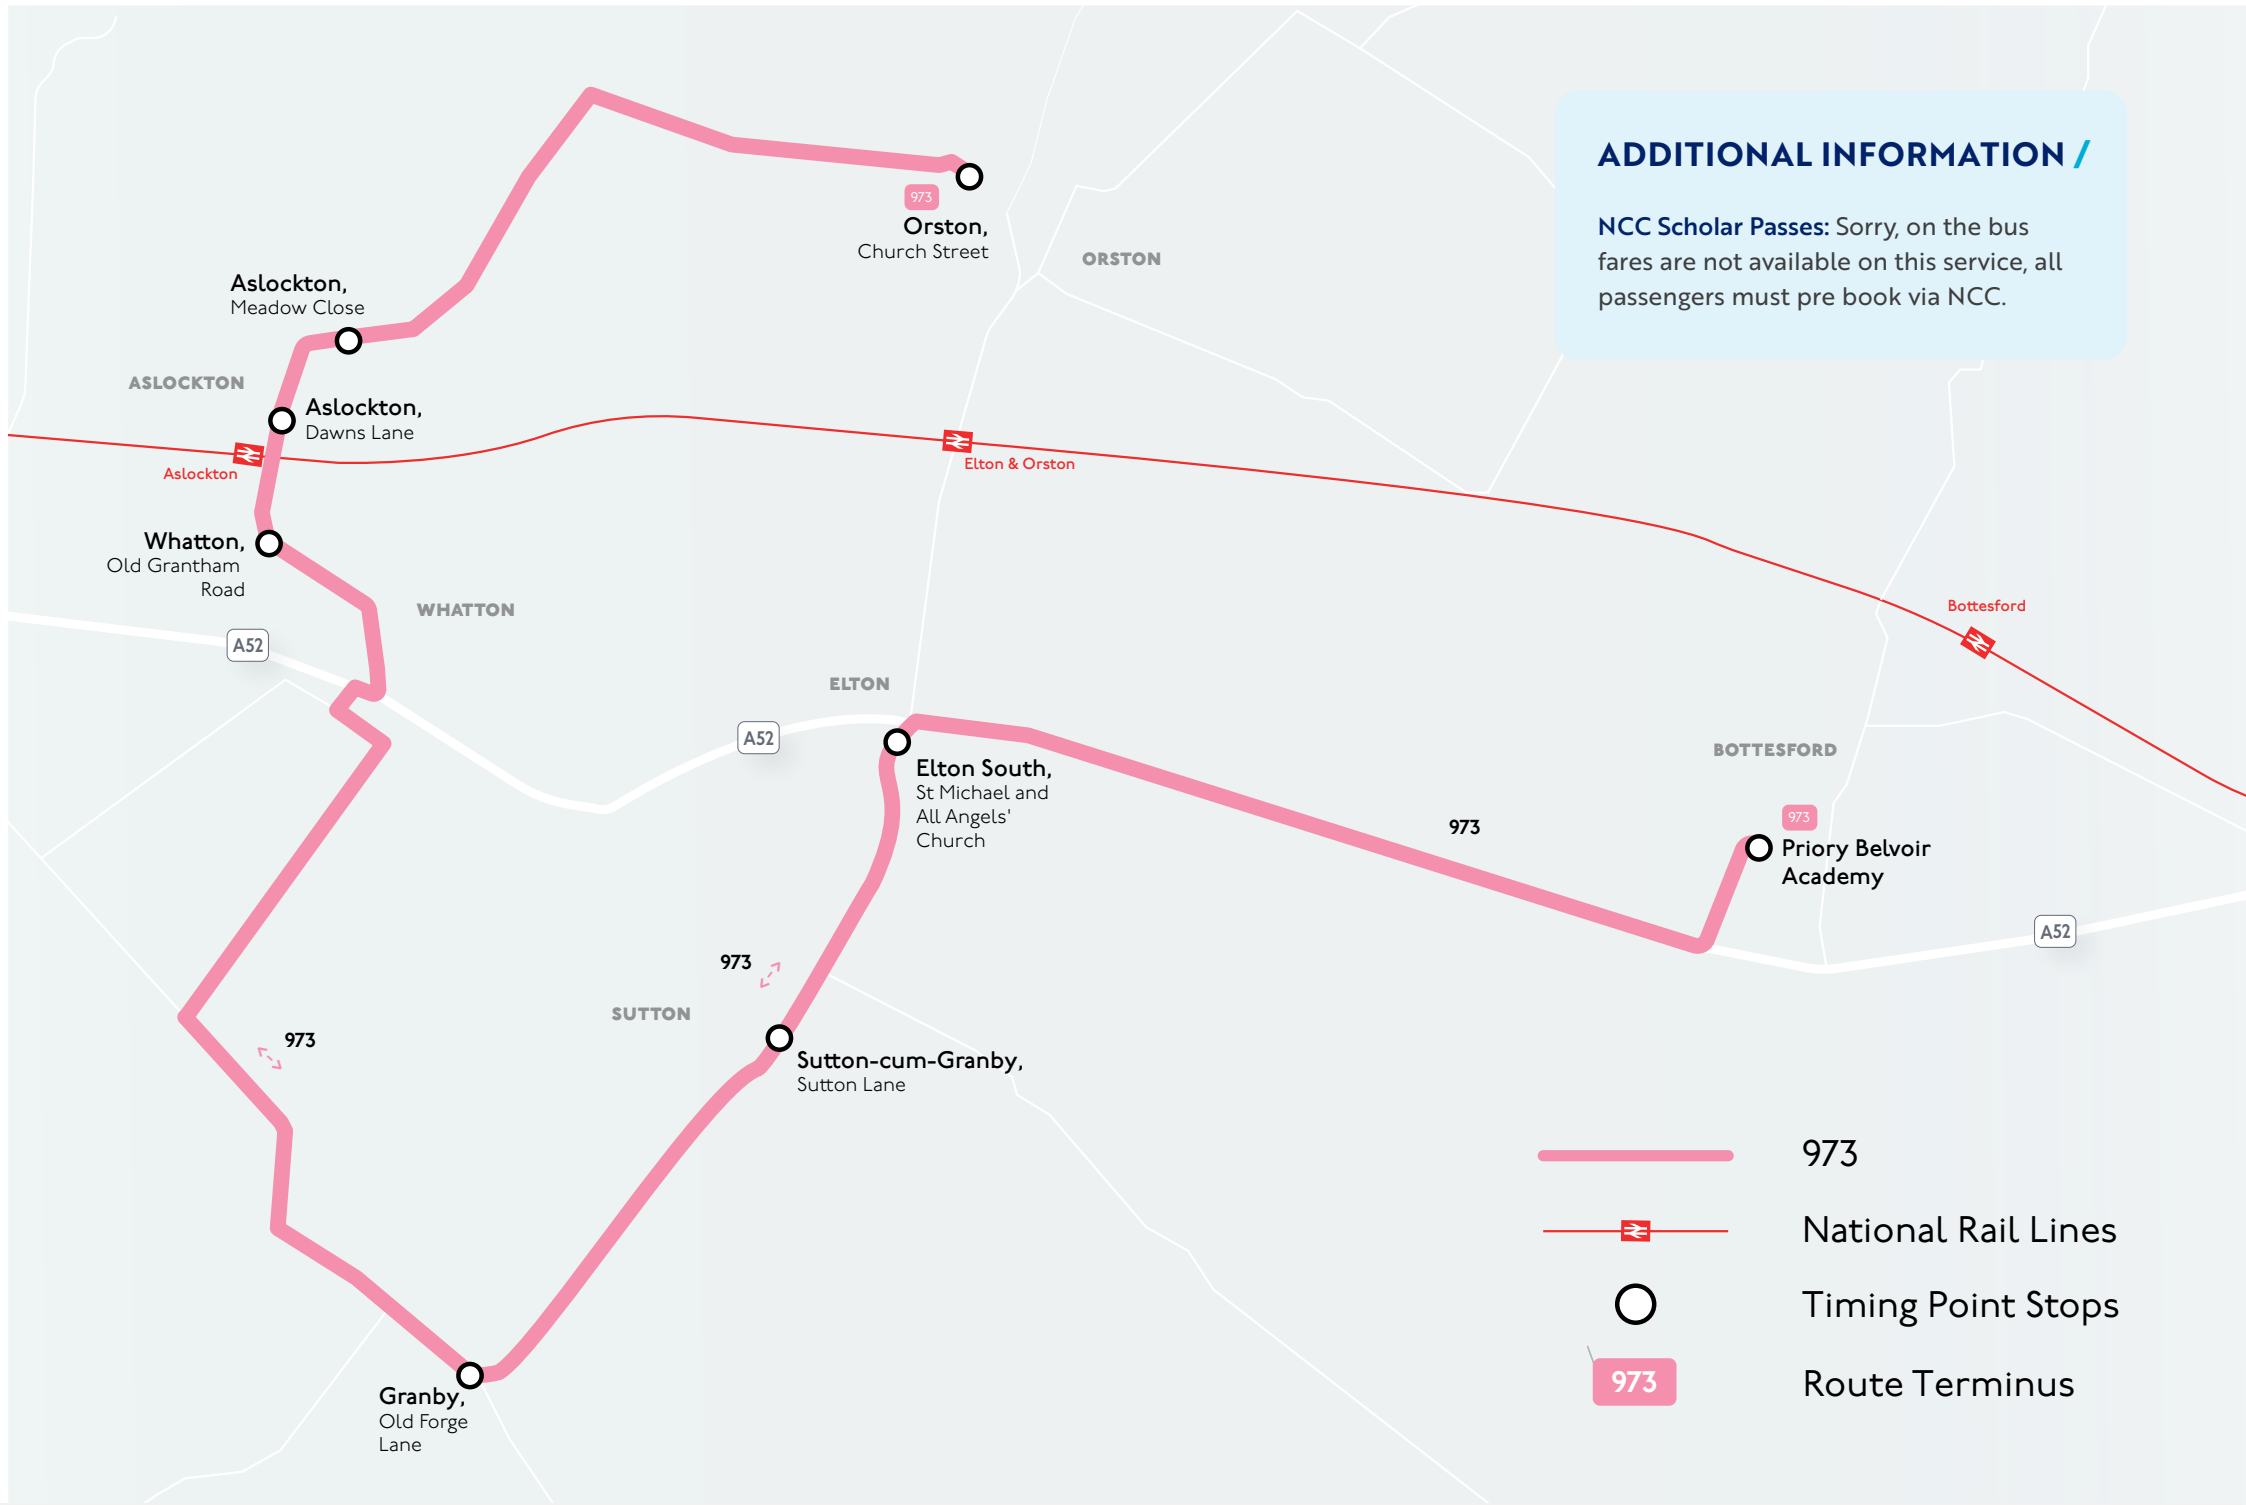 ADDITIONAL INFORMATION /
NCC Scholar Passes: Sorry, on the bus
fares are not available on this service, all
passengers must pre book via NCC.
973
Orston,
Church Street
ORSTON
Aslockton,
Meadow Close
ASLOCKTON
Aslockton,
Dawns Lane
Aslockton
Elton & Orston
Whatton,
Old Grantham
Road
WHATTON
A52
Bottesford
ELTON
A52
BOTTESFORD
Elton South,
St Michael and
All Angels'
Church
973
973
Priory Belvoir
Academy
A52
973
SUTTON
973
Sutton-cum-Granby,
Sutton Lane
Granby,
Old Forge
Lane
973
National Rail Lines
Timing Point Stops
973
Route Terminus